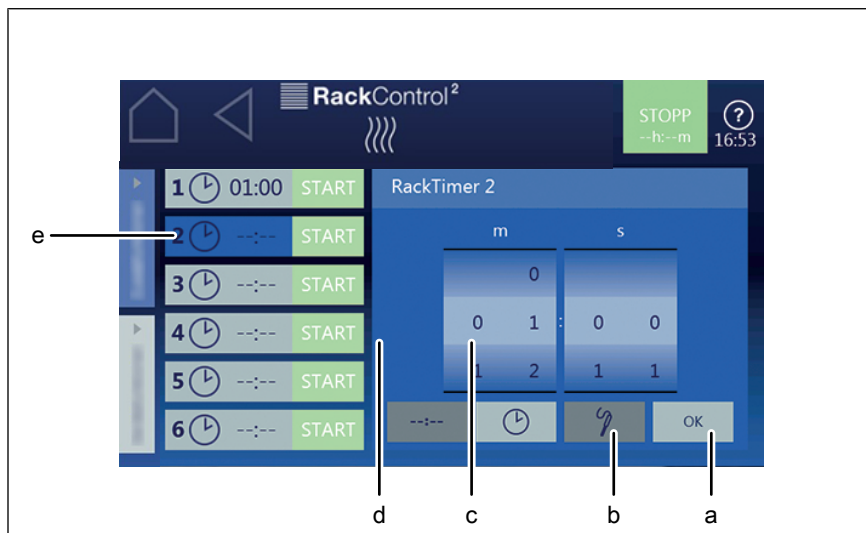 RackControl²
STOPP
--h:--m
?
16:53
1 01:00 START
2 --:-- START
3 --:-- START
4 --:-- START
5 --:-- START
6 --:-- START
RackTimer 2
m s
0
0 1 : 0 0
1 2 1 1
--:-- OK
e
d c b a